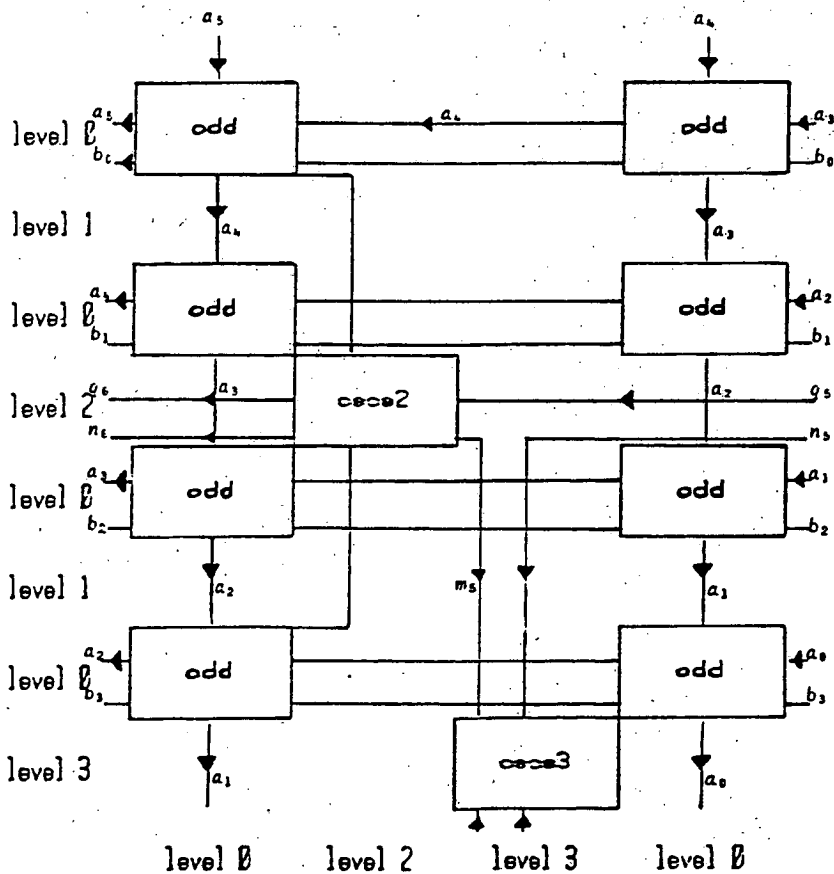 a₅ a₄
level 0 a₅ odd a₄ odd a₃
b₀
level 1 a₄ a₃
level 0 a₄ odd odd a₂
b₁ b₁
level 2 g₆ a₃ cece2 a₂ g₅
n₆ n₅
level 0 a₃ odd odd a₁
b₂ b₂
level 1 a₂ m₅ a₁
level 0 a₂ odd odd a₀
b₃ b₃
level 3 a₁ cece3 a₀
level 0 level 2 level 3 level 0